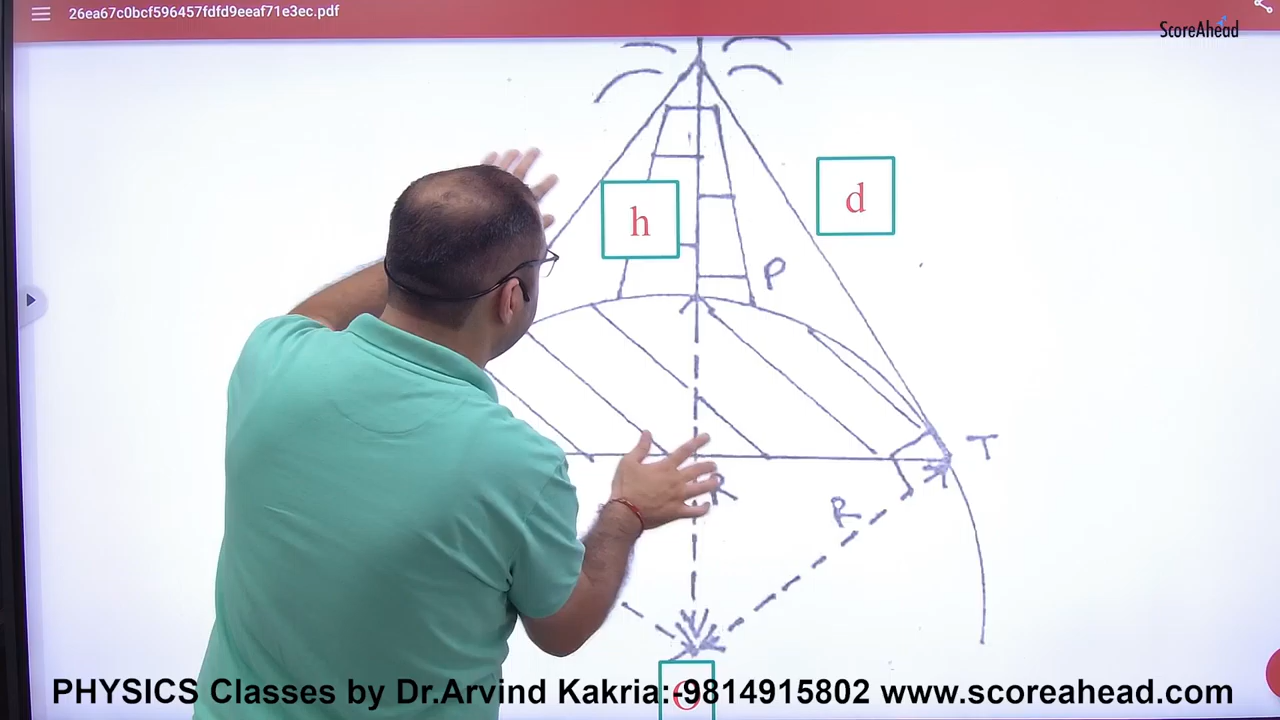 26ea67c0bcf596457fdfd9eeaf71e3ec.pdf
ScoreAhead
d
h
P
T
R
R
O
PHYSICS Classes by Dr.Arvind Kakria:-9814915802 www.scoreahead.com